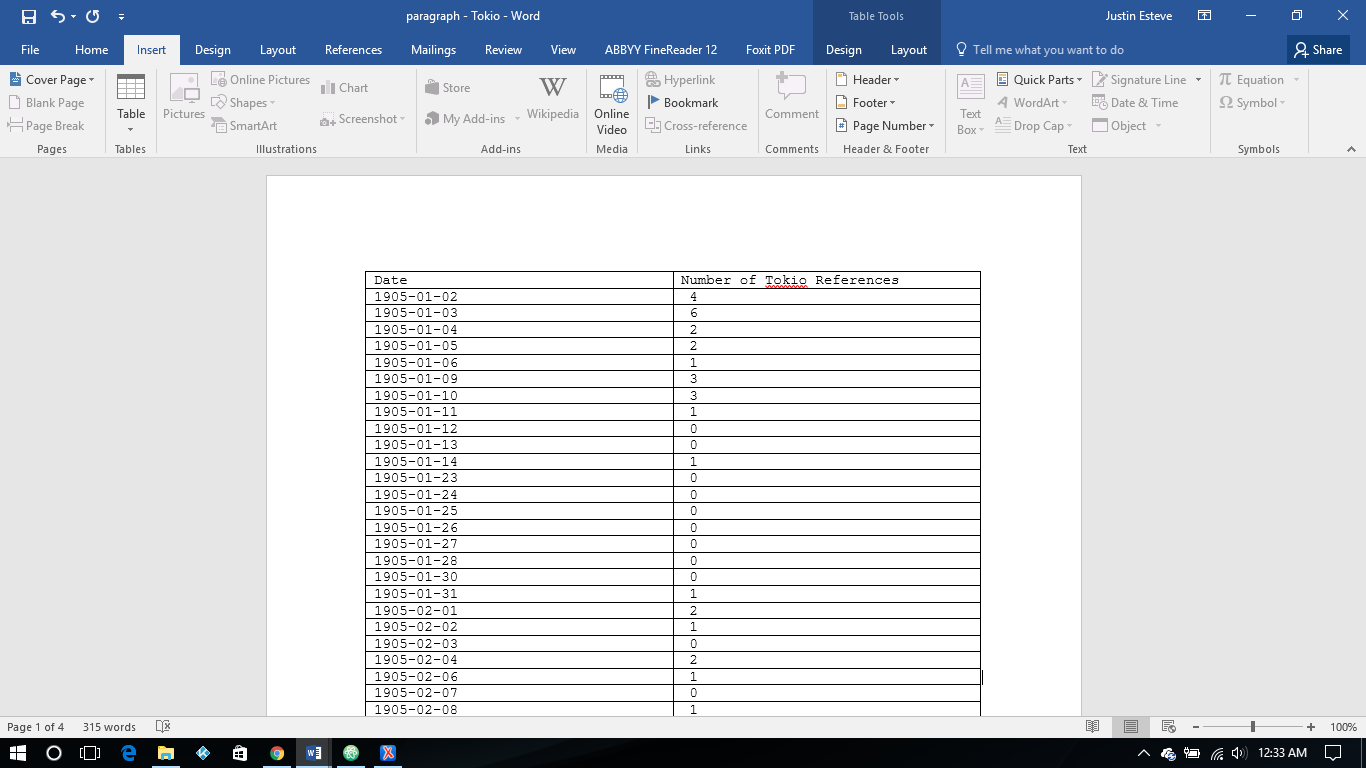 paragraph - Tokio - Word
Table Tools
Justin Esteve
File Home Insert Design Layout References Mailings Review View ABBYY FineReader 12 Foxit PDF Design Layout Tell me what you want to do Share
Cover Page
Blank Page
Page Break
Pages
Table
Tables
Pictures
Online Pictures
Shapes
SmartArt
Chart
Screenshot
Illustrations
Store
My Add-ins
Wikipedia
Add-ins
Online
Video
Media
Hyperlink
Bookmark
Cross-reference
Links
Comment
Comments
Header
Footer
Page Number
Header & Footer
Text
Box
Quick Parts
WordArt
Drop Cap
Signature Line
Date & Time
Object
Text
Equation
Symbol
Symbols
Date Number of Tokio References
1905-01-02 4
1905-01-03 6
1905-01-04 2
1905-01-05 2
1905-01-06 1
1905-01-09 3
1905-01-10 3
1905-01-11 1
1905-01-12 0
1905-01-13 0
1905-01-14 1
1905-01-23 0
1905-01-24 0
1905-01-25 0
1905-01-26 0
1905-01-27 0
1905-01-28 0
1905-01-30 0
1905-01-31 1
1905-02-01 2
1905-02-02 1
1905-02-03 0
1905-02-04 2
1905-02-06 1
1905-02-07 0
1905-02-08 1
Page 1 of 4 315 words 100%
12:33 AM